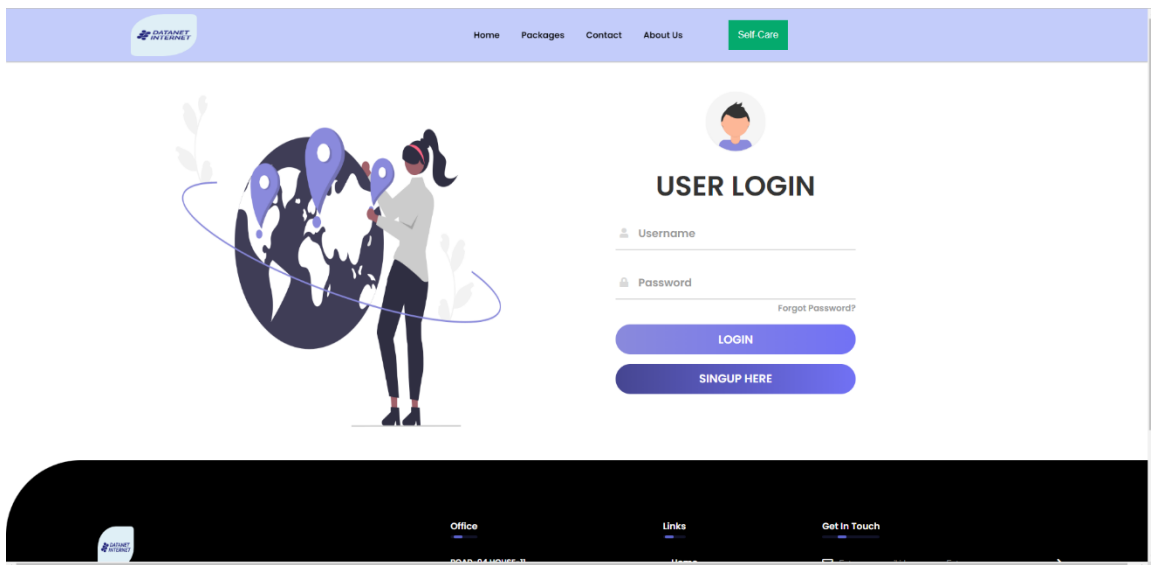 DATANET
INTERNET
Home Packages Contact About Us Self-Care
USER LOGIN
Username
Password
Forgot Password?
LOGIN
SINGUP HERE
DATANET
INTERNET
Office Links Get In Touch
Home